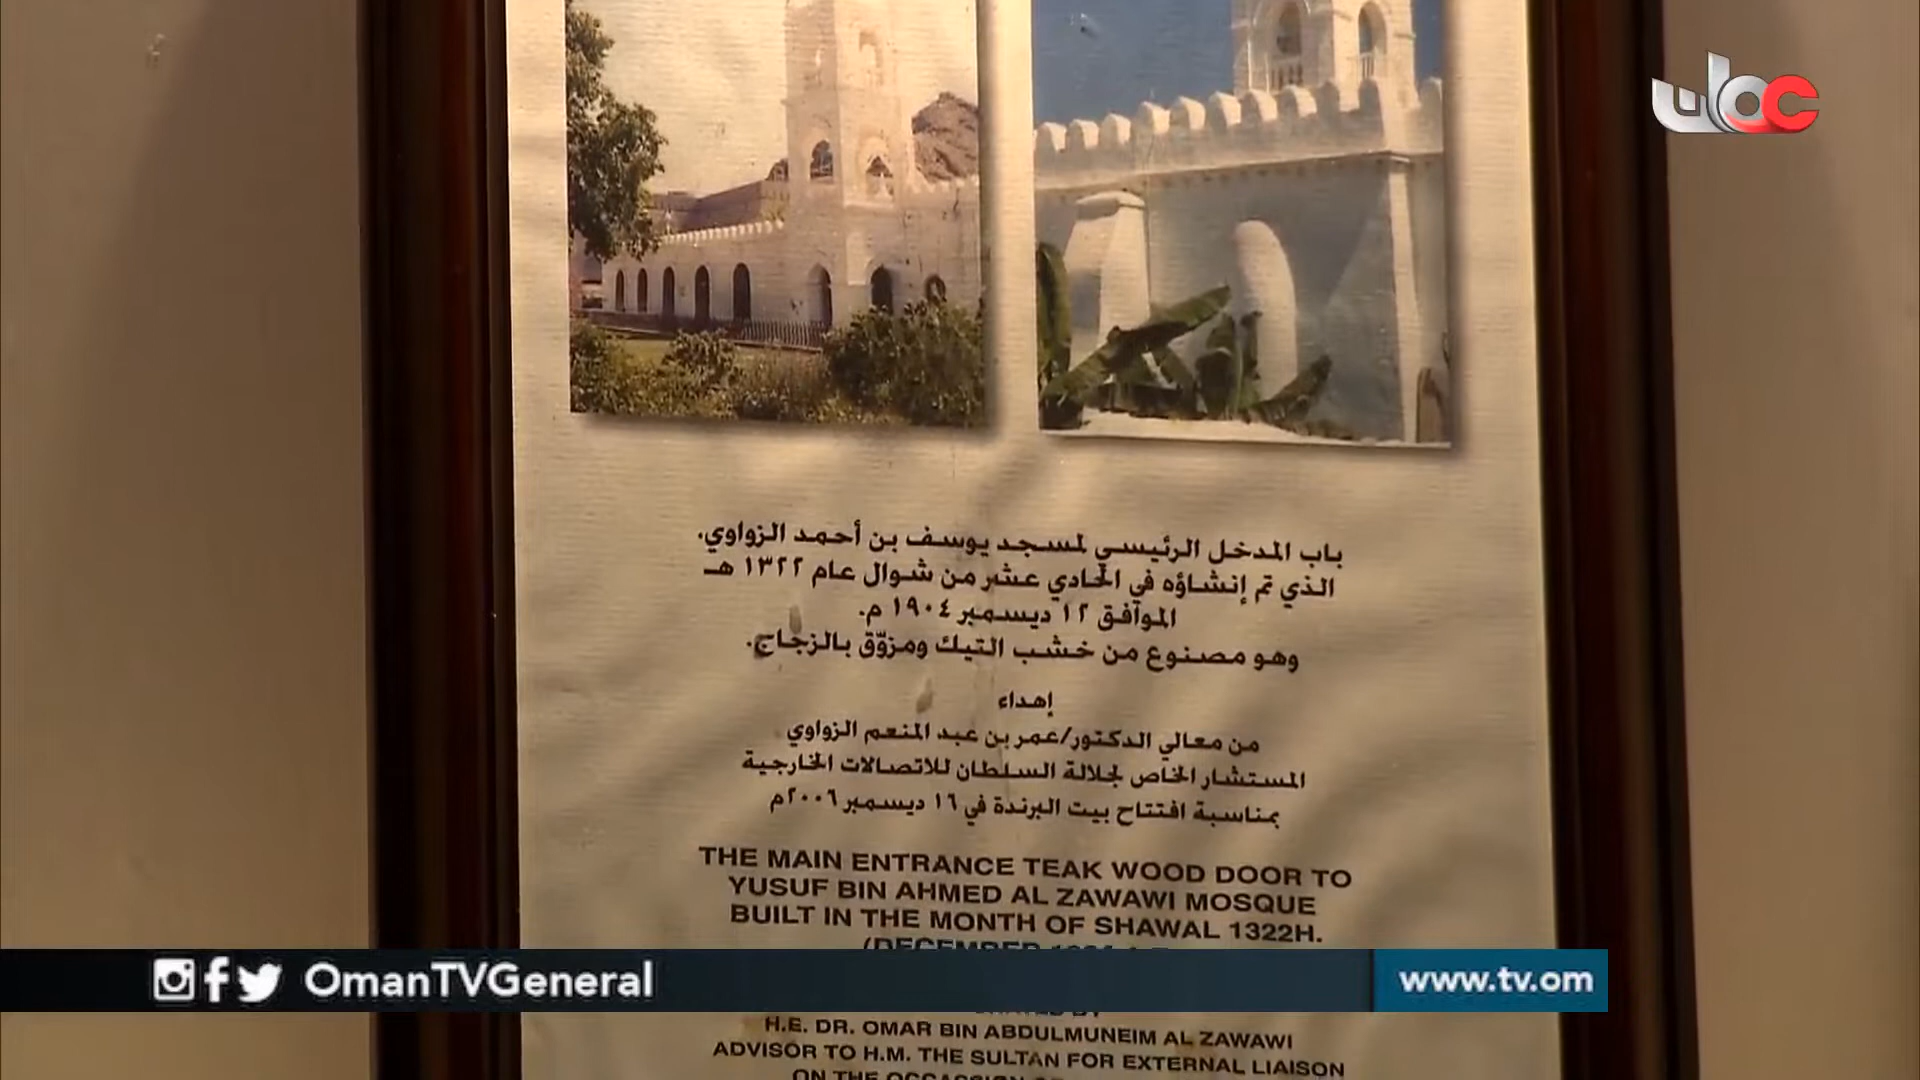 عمان
باب المدخل الرئيسي لمسجد يوسف بن أحمد الزواوي.
الذي تم إنشاؤه في الحادي عشر من شوال عام ١٣٢٢ هـ
الموافق ١٢ ديسمبر ١٩٠٤ م.
وهو مصنوع من خشب التيك ومزوّق بالزجاج.
إهداء
من معالي الدكتور/عمر بن عبد المنعم الزواوي
المستشار الخاص لجلالة السلطان للاتصالات الخارجية
بمناسبة افتتاح بيت البرندة في ١٦ ديسمبر ٢٠٠٦م
THE MAIN ENTRANCE TEAK WOOD DOOR TO
YUSUF BIN AHMED AL ZAWAWI MOSQUE
BUILT IN THE MONTH OF SHAWAL 1322H.
(DECEMBER
OmanTVGeneral
www.tv.om
H.E. DR. OMAR BIN ABDULMUNEIM AL ZAWAWI
ADVISOR TO H.M. THE SULTAN FOR EXTERNAL LIAISON
ON THE